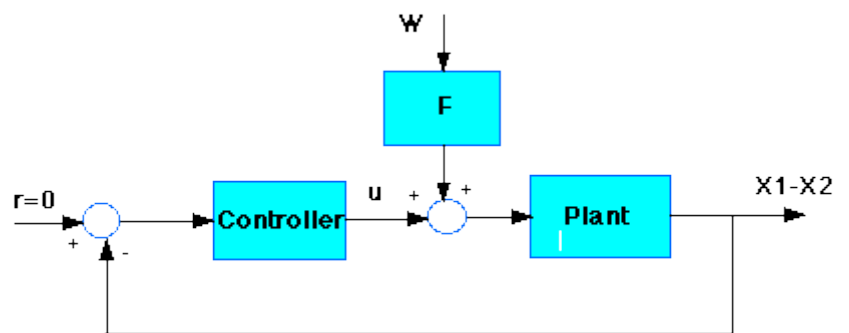 W
F
r=0
+
-
Controller
u
+
+
Plant
X1-X2